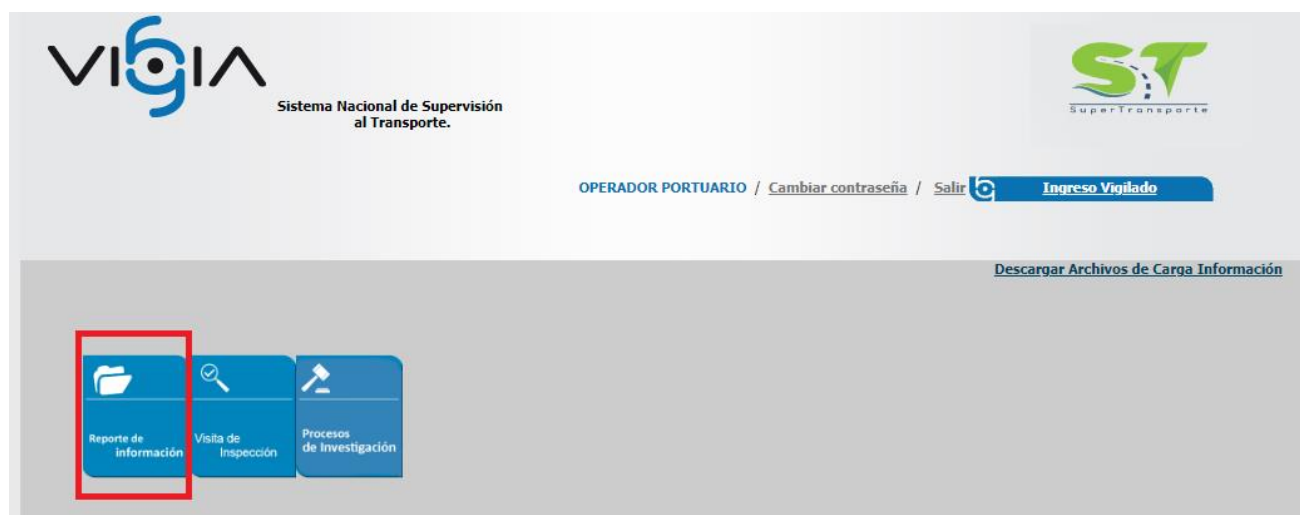 VIGIA
Sistema Nacional de Supervisión
al Transporte.
ST
SuperTransporte
OPERADOR PORTUARIO / Cambiar contraseña / Salir
Ingreso Vigilado
Descargar Archivos de Carga Información
Reporte de
información
Visita de
Inspección
Procesos
de Investigación